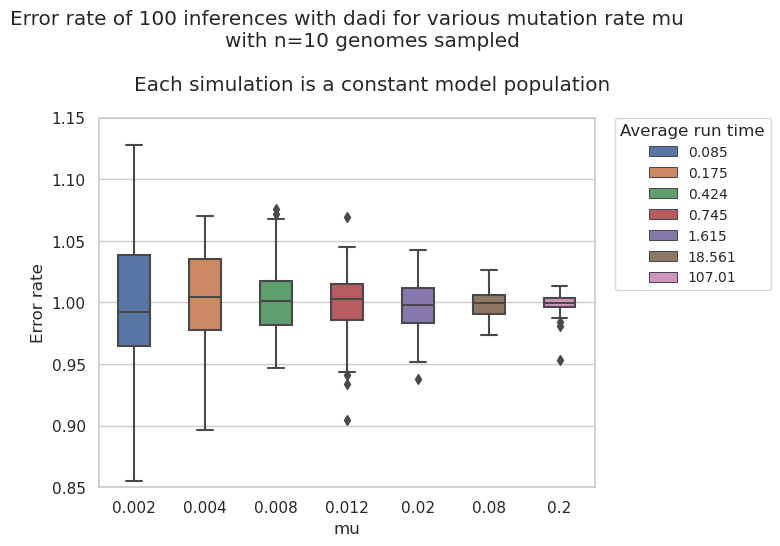 Error rate of 100 inferences with dadi for various mutation rate mu
with n=10 genomes sampled
Each simulation is a constant model population
Average run time
0.085
0.175
0.424
0.745
1.615
18.561
107.01
Error rate
1.15
1.10
1.05
1.00
0.95
0.90
0.85
0.002 0.004 0.008 0.012 0.02 0.08 0.2
mu